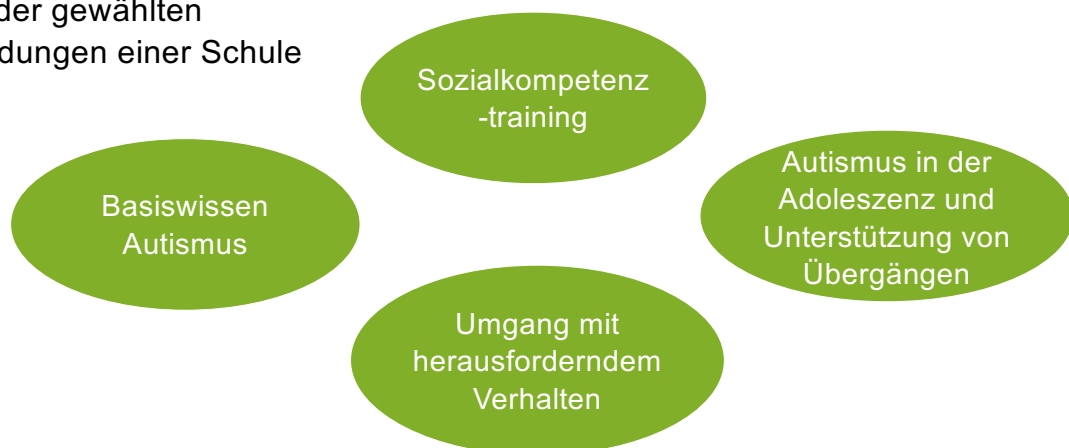 der gewählten
dungen einer Schule
Sozialkompetenz
-training
Basiswissen
Autismus
Autismus in der
Adoleszenz und
Unterstützung von
Übergängen
Umgang mit
herausforderndem
Verhalten